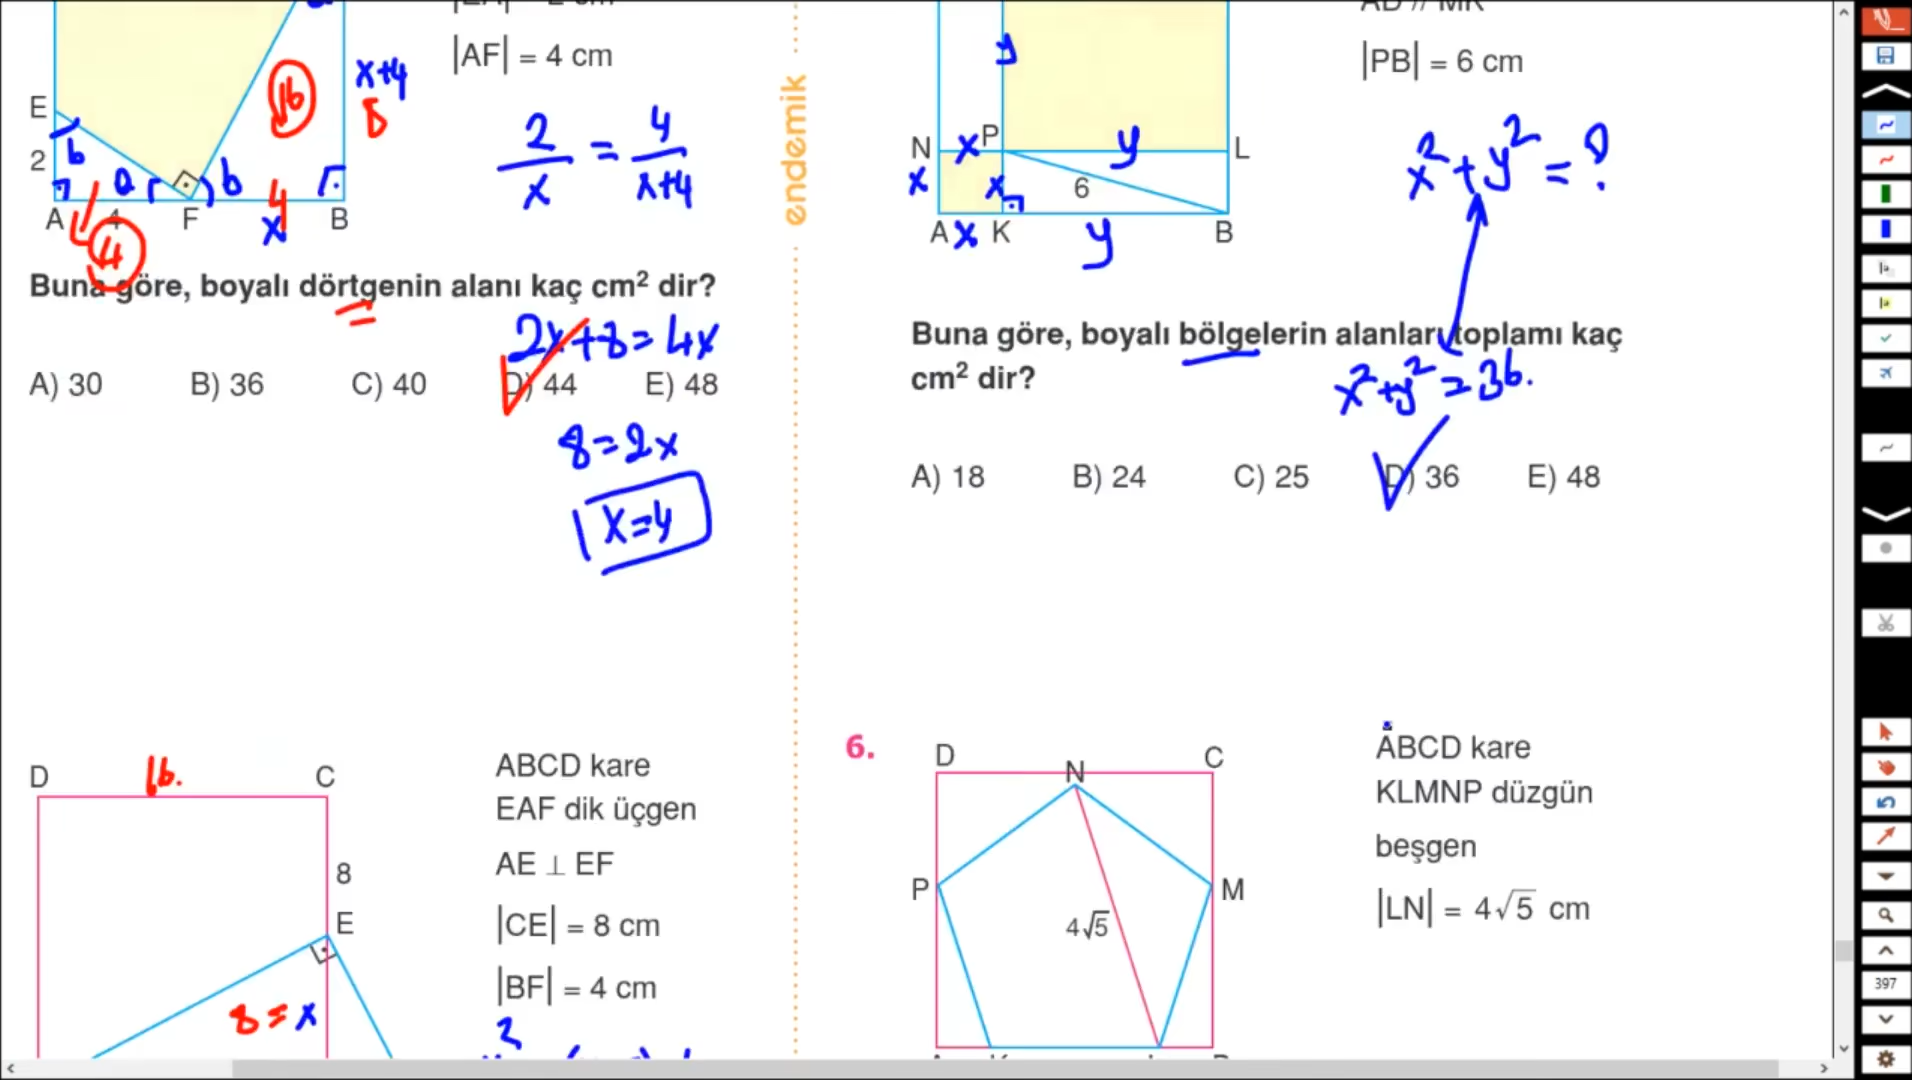 |AF| = 4 cm
E
2
b
a
b
16
x+4
8
A
4
F
4
x
B
4
2/x = 4/x+4
Buna göre, boyalı dörtgenin alanı kaç cm² dir?
2x+8=4x
A) 30 B) 36 C) 40 D) 44 E) 48
8=2x
x=4
endemik
|PB| = 6 cm
y
N x P y L
x x 6
A x K y B
x²+y²=?
Buna göre, boyalı bölgelerin alanları toplamı kaç
cm² dir?
x²+y²=36.
A) 18 B) 24 C) 25 D) 36 E) 48
D 16. C
8
E
8=x
ABCD kare
EAF dik üçgen
AE ⊥ EF
|CE| = 8 cm
|BF| = 4 cm
6.
D N C
P M
4√5
ABCD kare
KLMNP düzgün
beşgen
|LN| = 4√5 cm
397